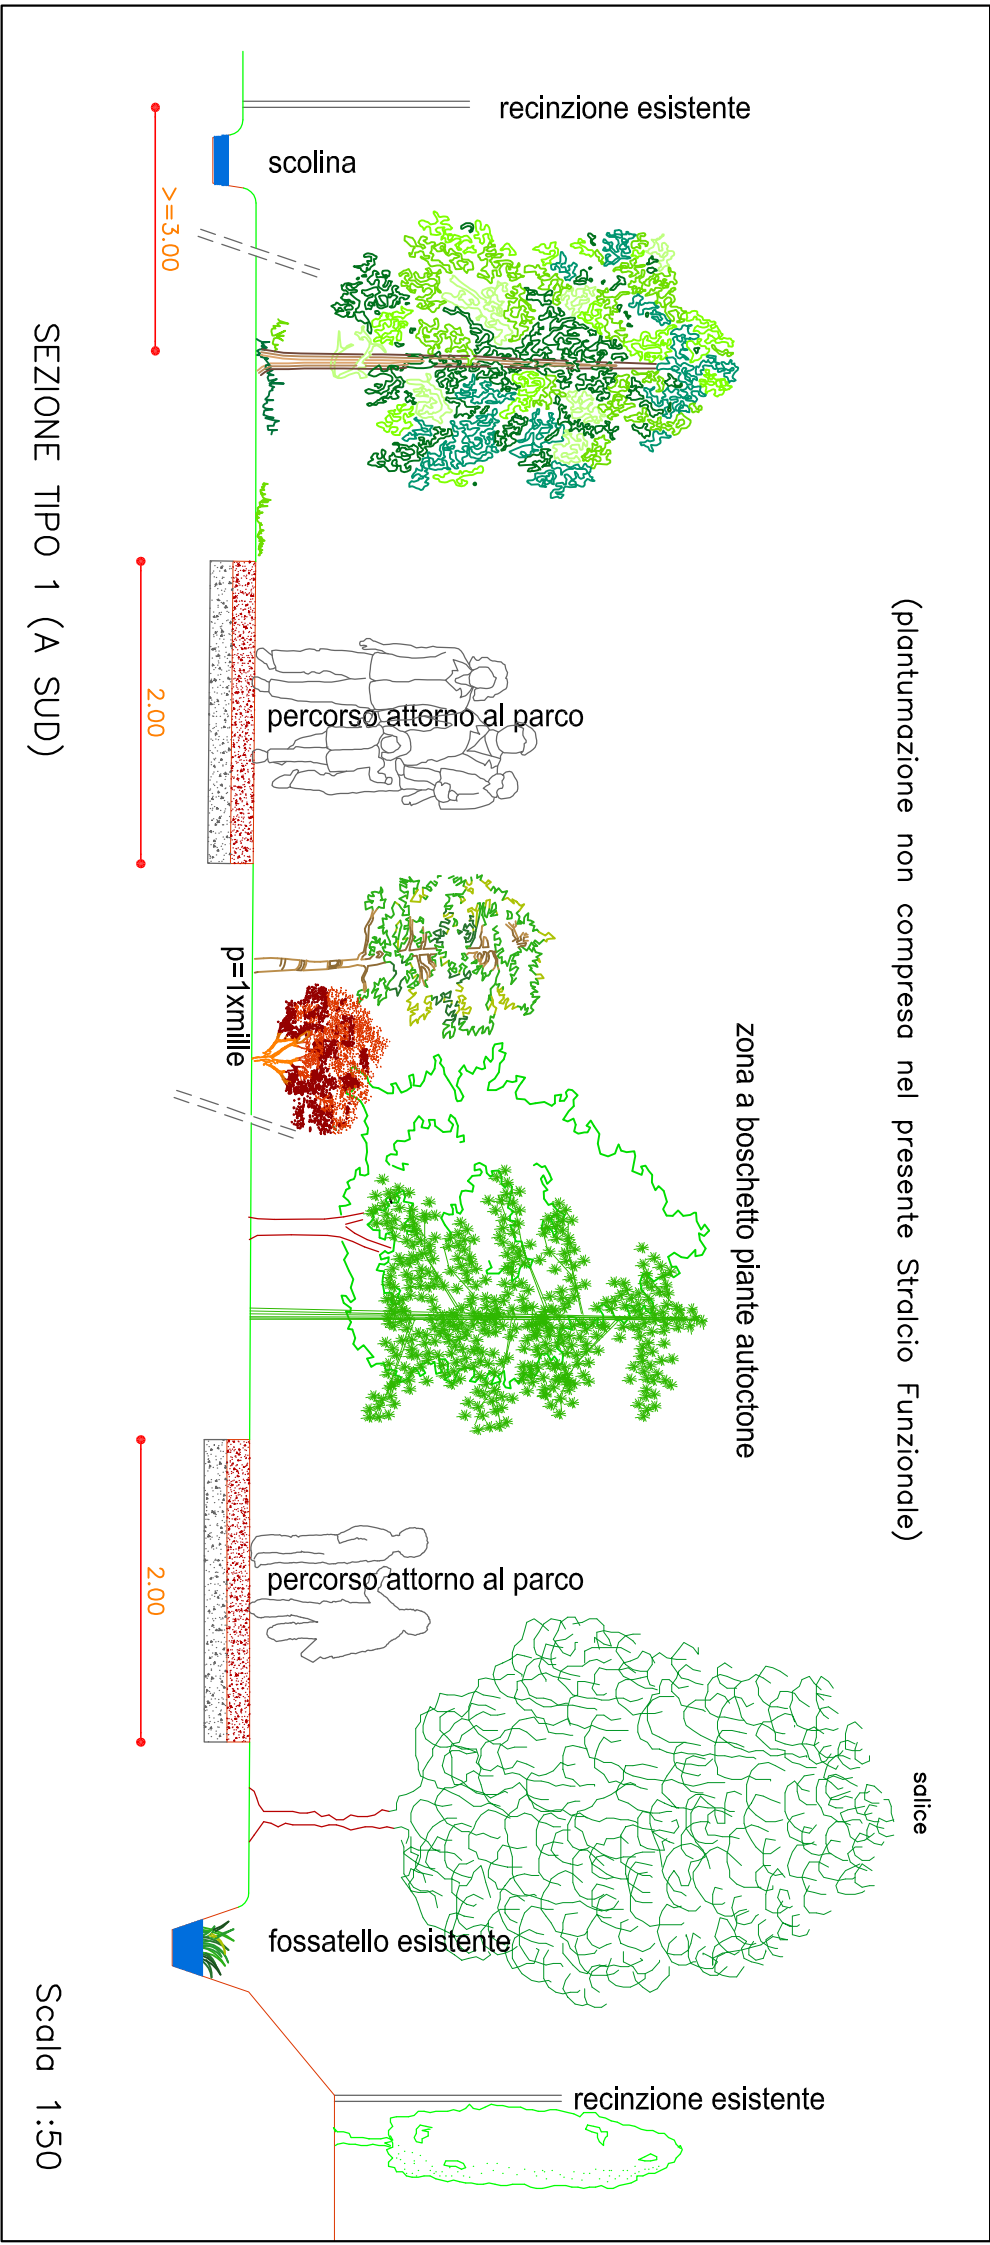 (plantumazione non compresa nel presente Stralcio Funzionale)
zona a boschetto piante autoctone
salice
recinzione esistente
scolina
>=3.00
percorso attorno al parco
2.00
p=1xmille
percorso attorno al parco
2.00
fossatello esistente
recinzione esistente
SEZIONE TIPO 1 (A SUD)
Scala 1:50